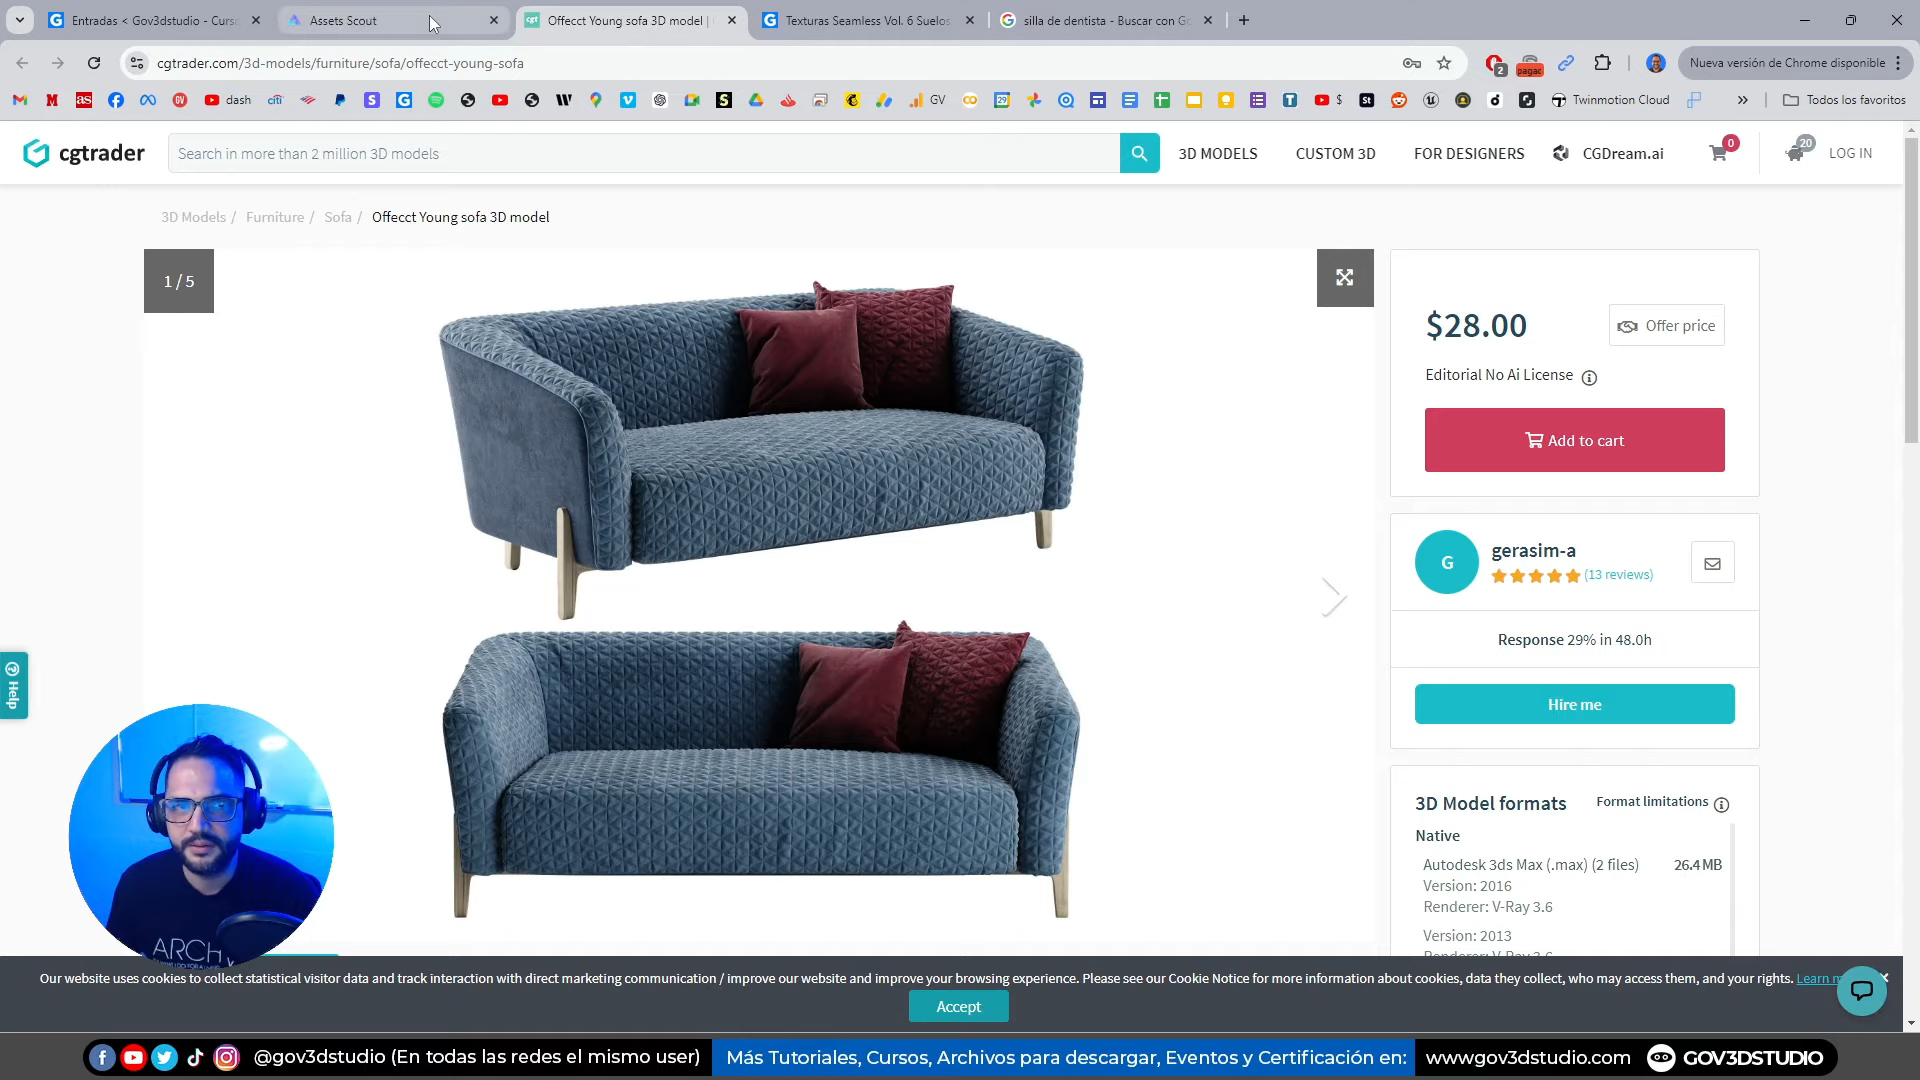 Entradas < Gov3dstudio - Curs
Assets Scout
Offecct Young sofa 3D model |
Texturas Seamless Vol. 6 Suelos
silla de dentista - Buscar con Go
cgtrader.com/3d-models/furniture/sofa/offecct-young-sofa
Nueva versión de Chrome disponible
dash
GV
$
Twinmotion Cloud
Todos los favoritos
cgtrader
Search in more than 2 million 3D models
3D MODELS
CUSTOM 3D
FOR DESIGNERS
CGDream.ai
0
20
LOG IN
3D Models / Furniture / Sofa / Offecct Young sofa 3D model
1 / 5
$28.00
Offer price
Editorial No Ai License
Add to cart
G
gerasim-a
(13 reviews)
Response 29% in 48.0h
Hire me
Help
3D Model formats
Format limitations
Native
Autodesk 3ds Max (.max) (2 files)
26.4 MB
Version: 2016
Renderer: V-Ray 3.6
Version: 2013
Renderer: V-Ray 3.6
ARCH
Our website uses cookies to collect statistical visitor data and track interaction with direct marketing communication / improve our website and improve your browsing experience. Please see our Cookie Notice for more information about cookies, data they collect, who may access them, and your rights. Learn m
Accept
@gov3dstudio (En todas las redes el mismo user)
Más Tutoriales, Cursos, Archivos para descargar, Eventos y Certificación en:
www.gov3dstudio.com
GOV3DSTUDIO